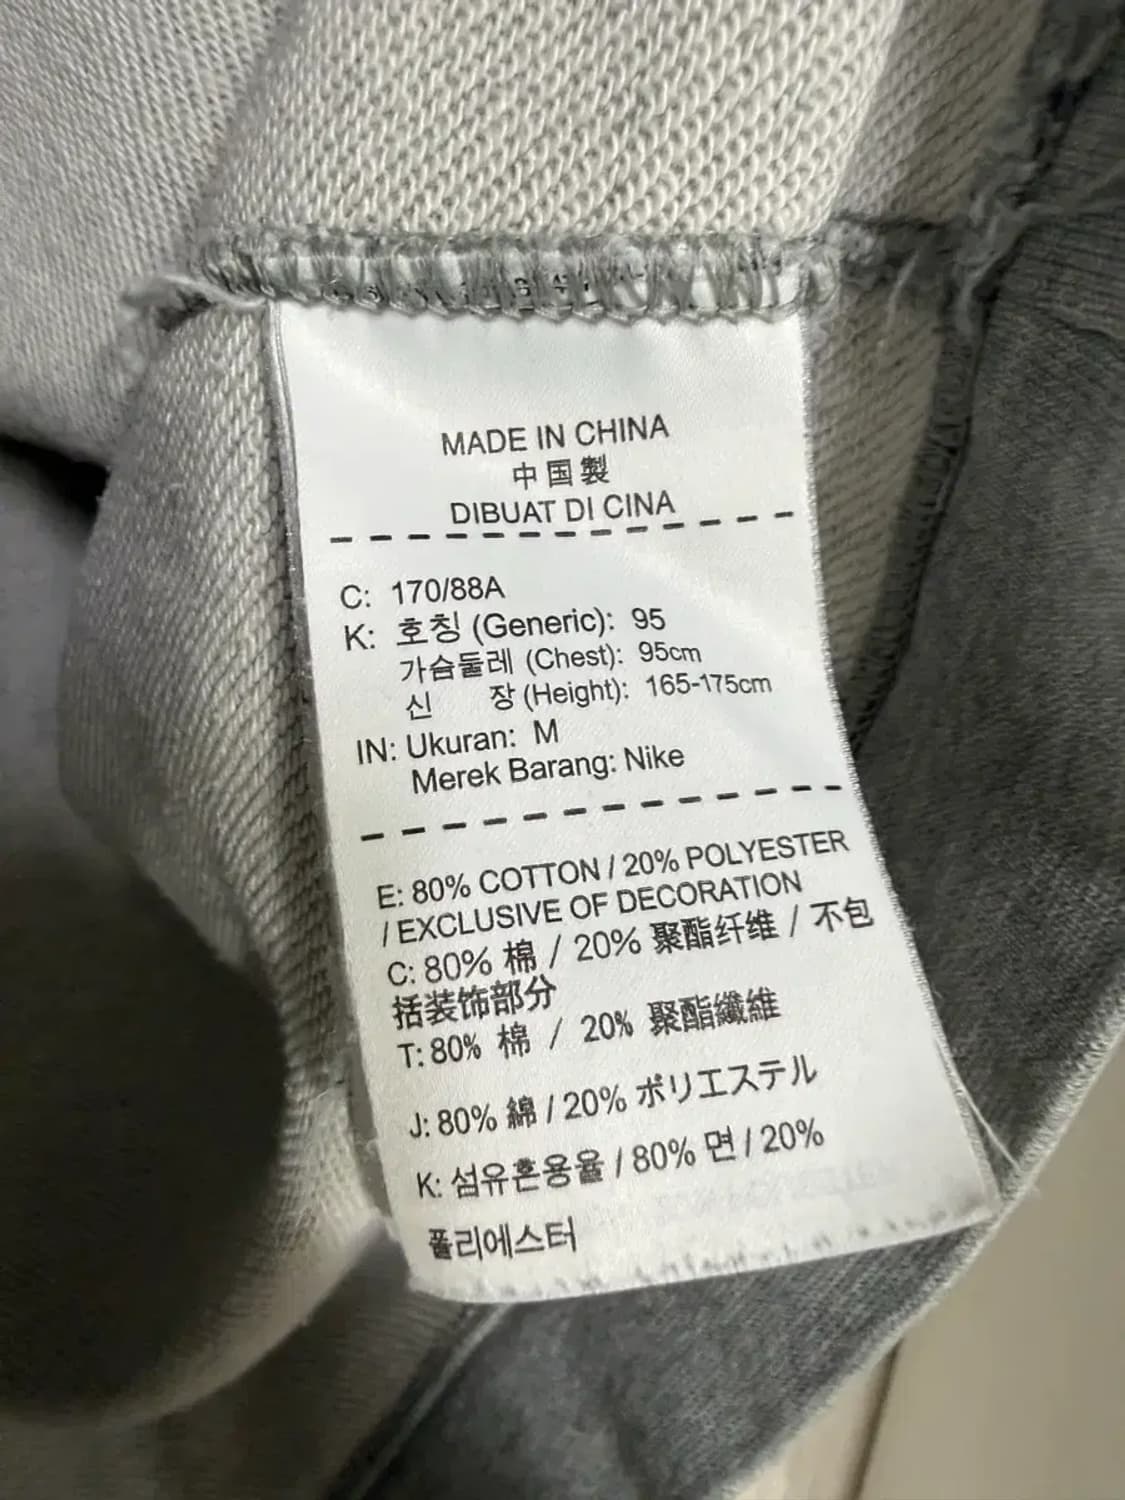 MADE IN CHINA
中国製
DIBUAT DI CINA
C: 170/88A
K: 호칭 (Generic): 95
가슴둘레 (Chest): 95cm
신 장 (Height): 165-175cm
IN: Ukuran: M
Merek Barang: Nike
E: 80% COTTON / 20% POLYESTER
/ EXCLUSIVE OF DECORATION
C: 80% 棉 / 20% 聚酯纤维 / 不包
括装饰部分
T: 80% 棉 / 20% 聚酯纖維
J: 80% 綿 / 20% ポリエステル
K: 섬유혼용율 / 80% 면 / 20%
폴리에스터